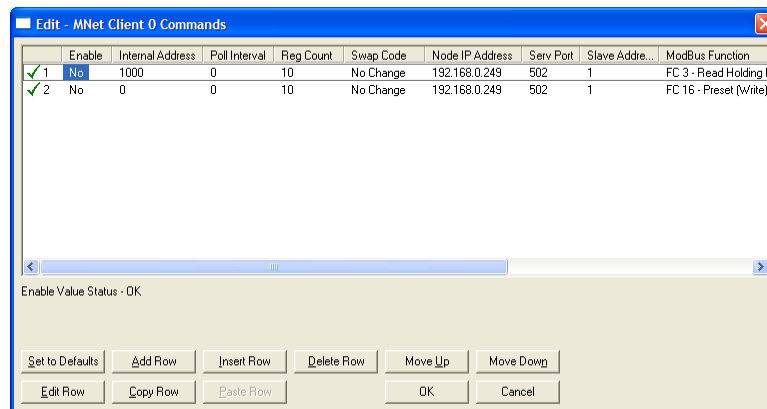 Edit - MNet Client 0 Commands
Enable Internal Address Poll Interval Reg Count Swap Code Node IP Address Serv Port Slave Addre... ModBus Function
1 No 1000 0 10 No Change 192.168.0.249 502 1 FC 3 - Read Holding
2 No 0 0 10 No Change 192.168.0.249 502 1 FC 16 - Preset (Write)
Enable Value Status - OK
Set to Defaults Add Row Insert Row Delete Row Move Up Move Down
Edit Row Copy Row Paste Row OK Cancel